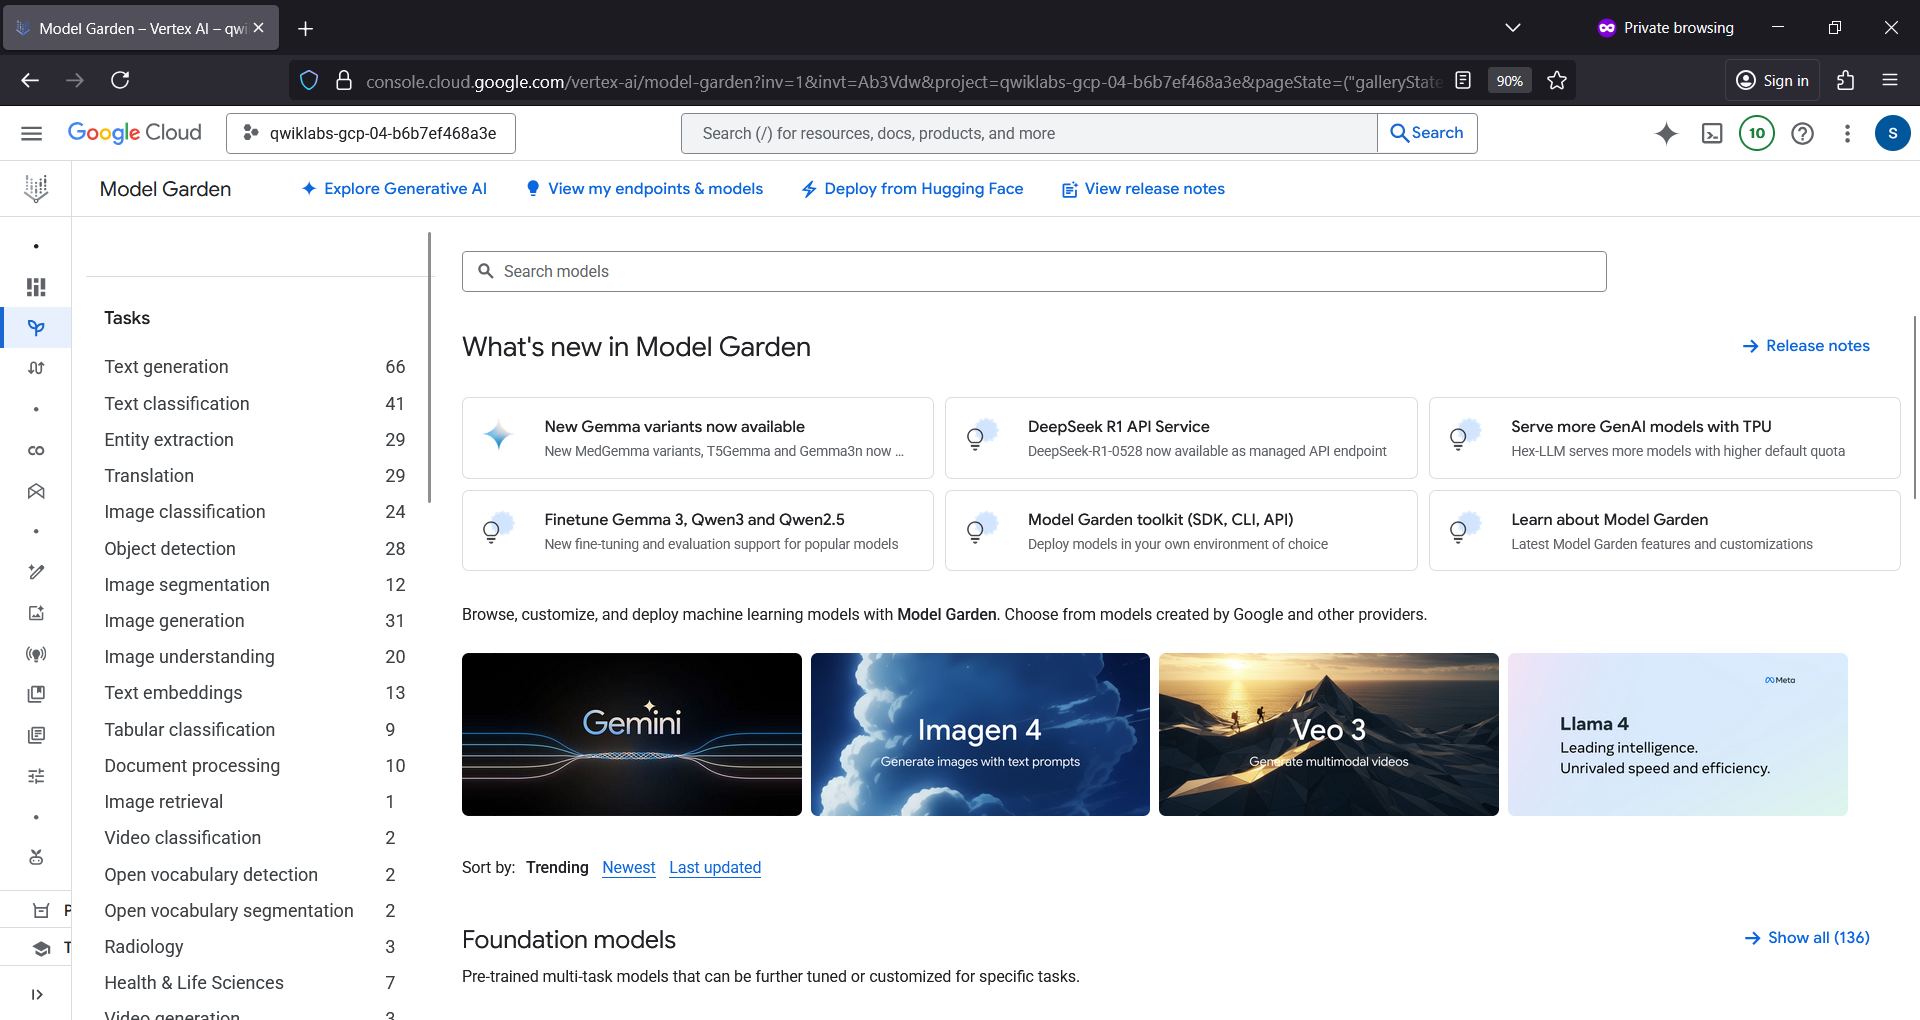 Model Garden – Vertex AI – qwi
Private browsing
console.cloud.google.com/vertex-ai/model-garden?inv=1&invt=Ab3Vdw&project=qwiklabs-gcp-04-b6b7ef468a3e&pageState=("galleryState
90%
Sign in
Google Cloud
qwiklabs-gcp-04-b6b7ef468a3e
Search (/) for resources, docs, products, and more
Search
10
S
Model Garden
Explore Generative AI
View my endpoints & models
Deploy from Hugging Face
View release notes
Tasks
Text generation 66
Text classification 41
Entity extraction 29
Translation 29
Image classification 24
Object detection 28
Image segmentation 12
Image generation 31
Image understanding 20
Text embeddings 13
Tabular classification 9
Document processing 10
Image retrieval 1
Video classification 2
Open vocabulary detection 2
Open vocabulary segmentation 2
Radiology 3
Health & Life Sciences 7
Video generation 3
P
T
Search models
What's new in Model Garden
Release notes
New Gemma variants now available
New MedGemma variants, T5Gemma and Gemma3n now ...
DeepSeek R1 API Service
DeepSeek-R1-0528 now available as managed API endpoint
Serve more GenAI models with TPU
Hex-LLM serves more models with higher default quota
Finetune Gemma 3, Qwen3 and Qwen2.5
New fine-tuning and evaluation support for popular models
Model Garden toolkit (SDK, CLI, API)
Deploy models in your own environment of choice
Learn about Model Garden
Latest Model Garden features and customizations
Browse, customize, and deploy machine learning models with Model Garden. Choose from models created by Google and other providers.
Gemini
Imagen 4
Generate images with text prompts
Veo 3
Generate multimodal videos
Meta
Llama 4
Leading intelligence.
Unrivaled speed and efficiency.
Sort by: Trending Newest Last updated
Foundation models
Show all (136)
Pre-trained multi-task models that can be further tuned or customized for specific tasks.